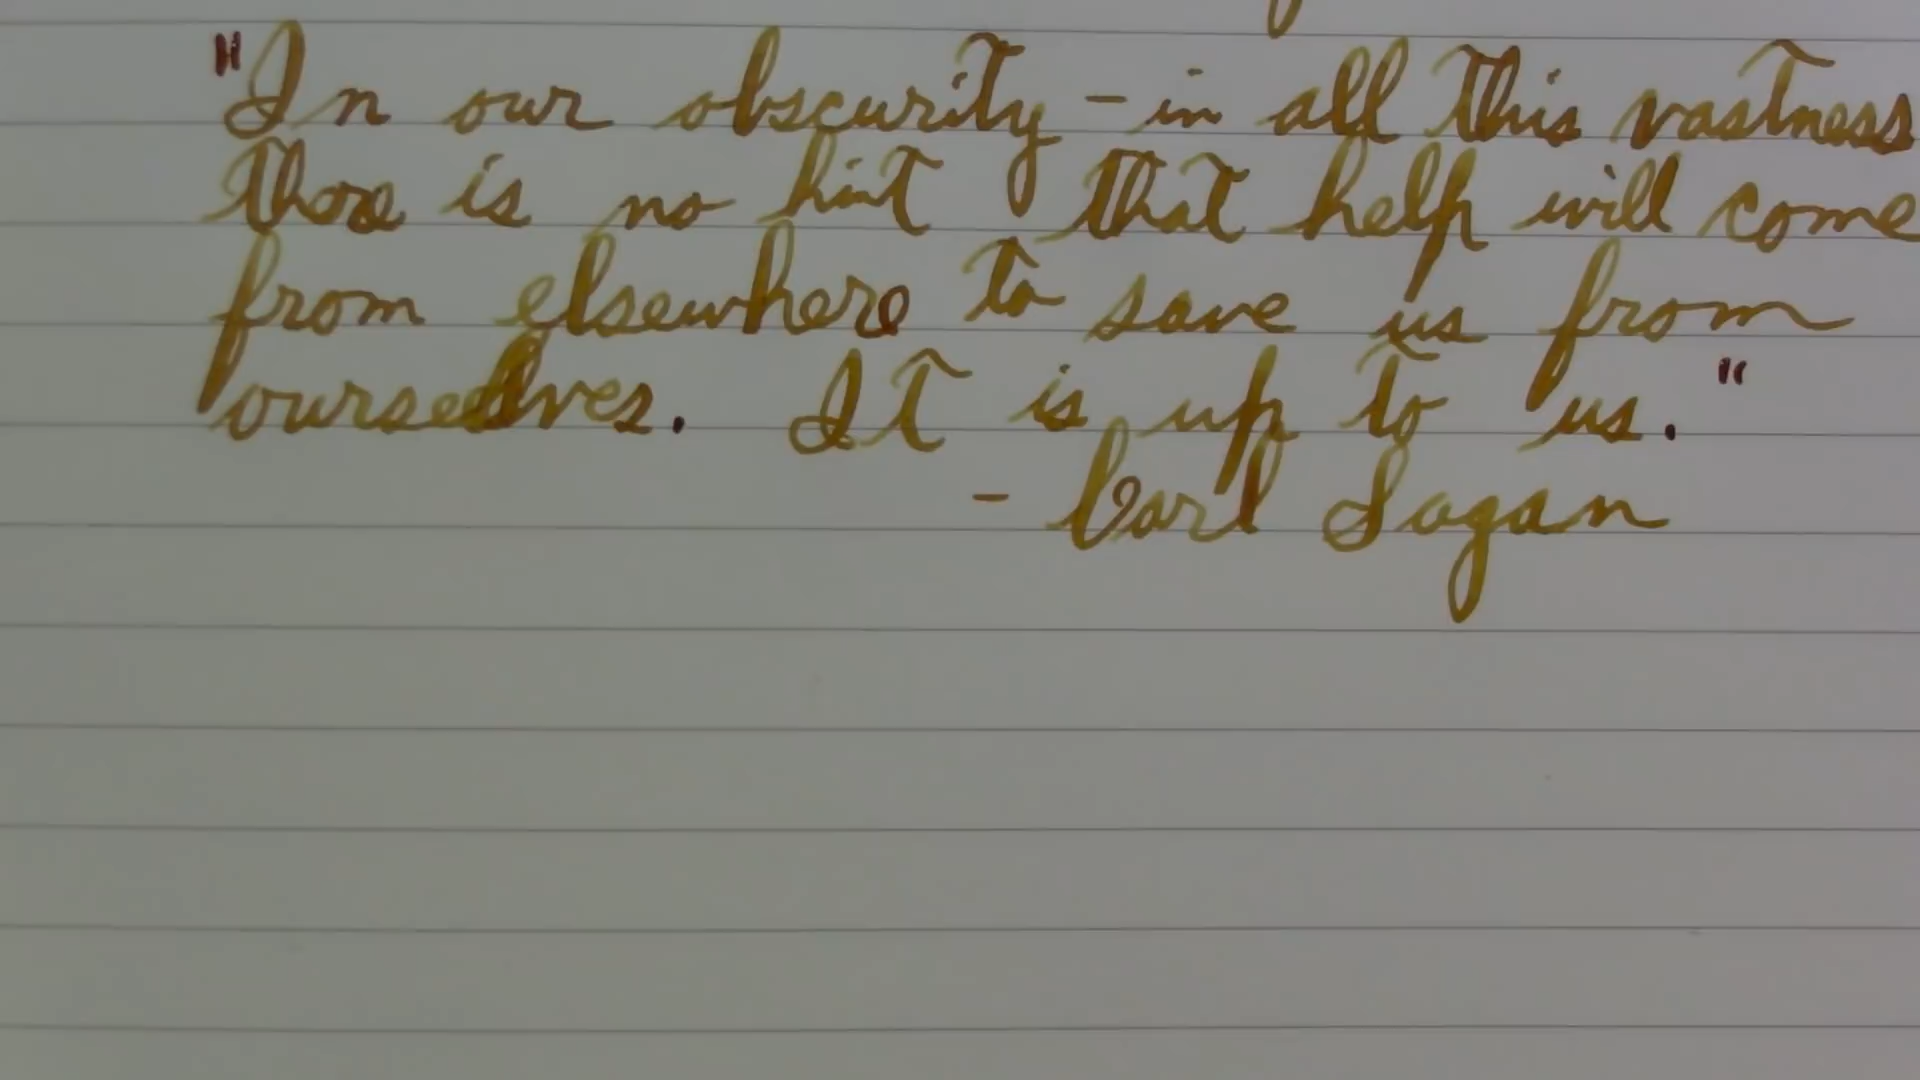 "In our obscurity - in all this vastness
there is no hint that help will come
from elsewhere to save us from
ourselves. It is up to us."
- Carl Sagan